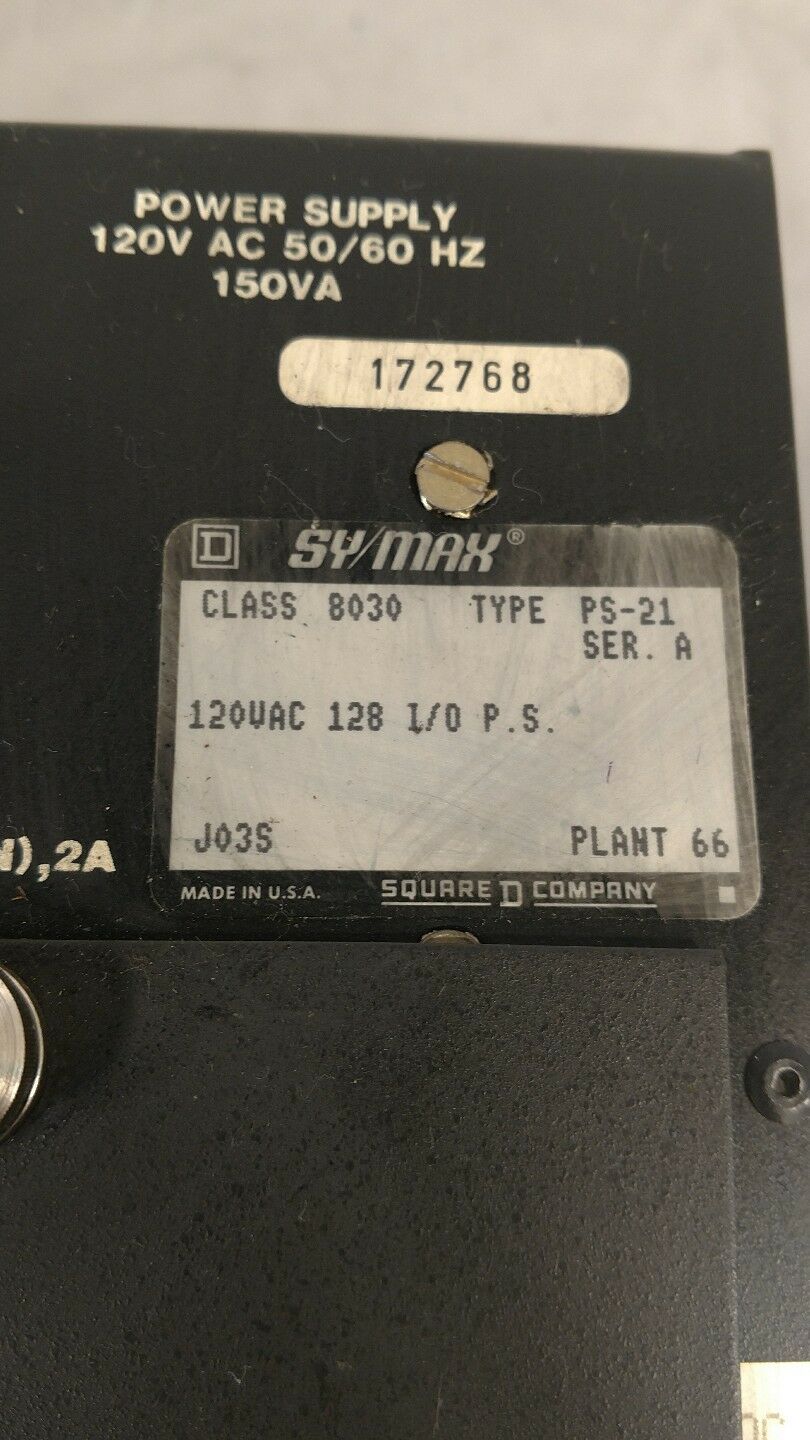 POWER SUPPLY
120V AC 50/60 HZ
150VA
172768
D SY/MAX®
CLASS 8030 TYPE PS-21
SER. A
120VAC 128 I/O P.S.
J03S PLANT 66
),2A
MADE IN U.S.A. SQUARE D COMPANY